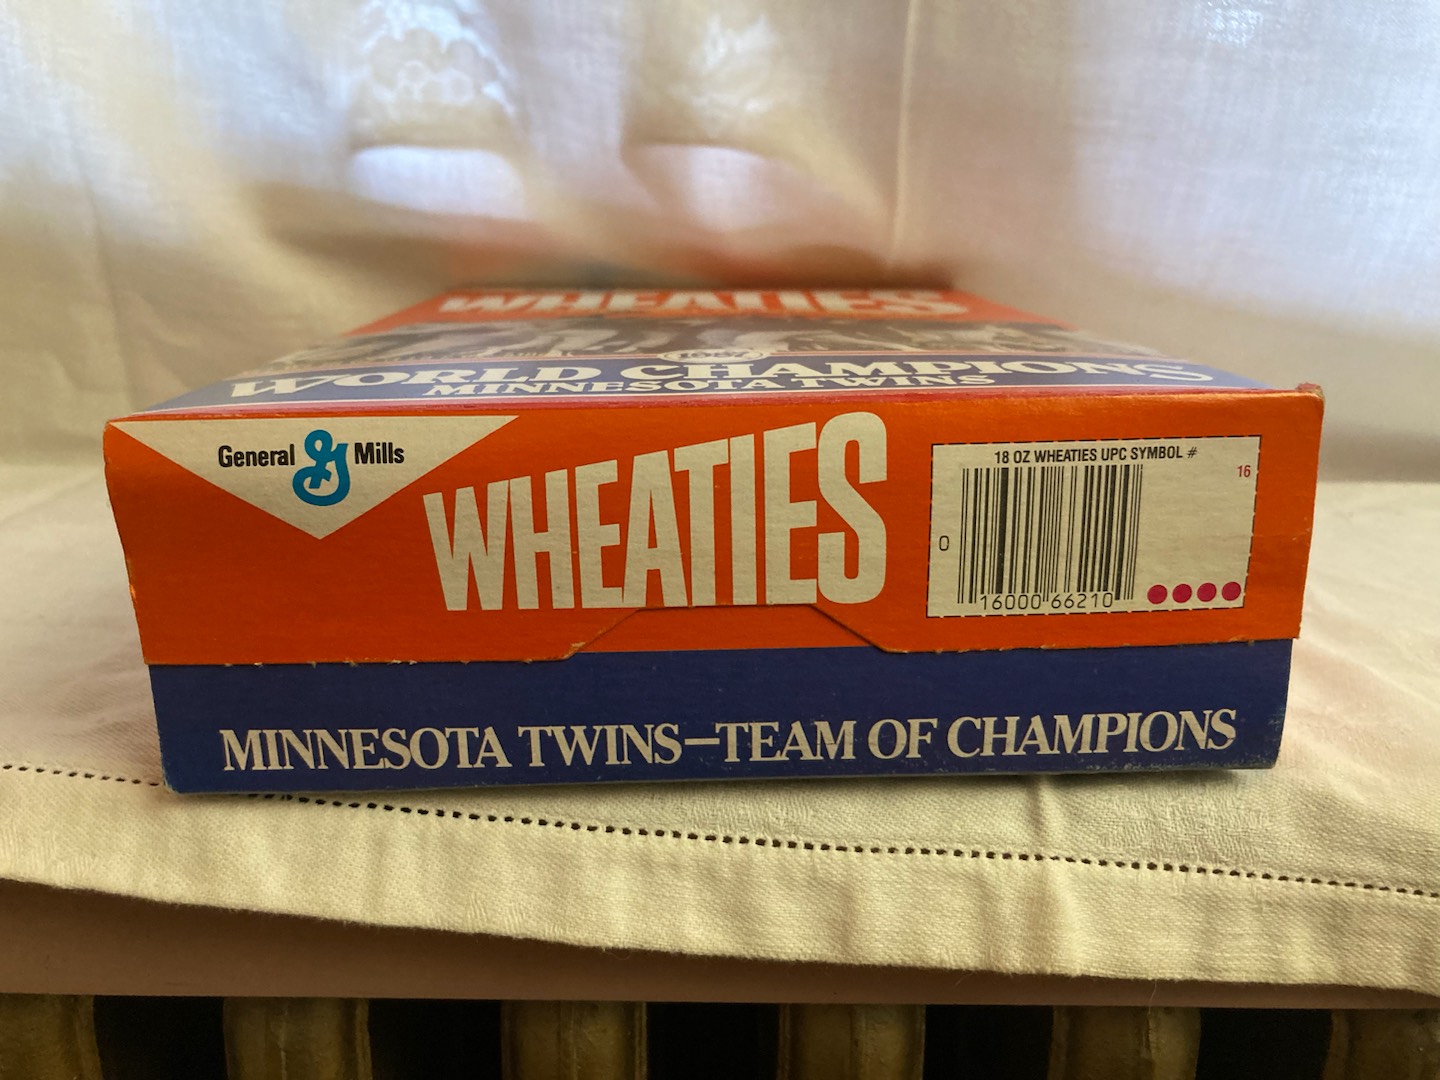 WHEATIES
1987
WORLD CHAMPIONS
MINNESOTA TWINS
General Mills
WHEATIES
18 OZ WHEATIES UPC SYMBOL #
16
0
16000 66210
MINNESOTA TWINS—TEAM OF CHAMPIONS